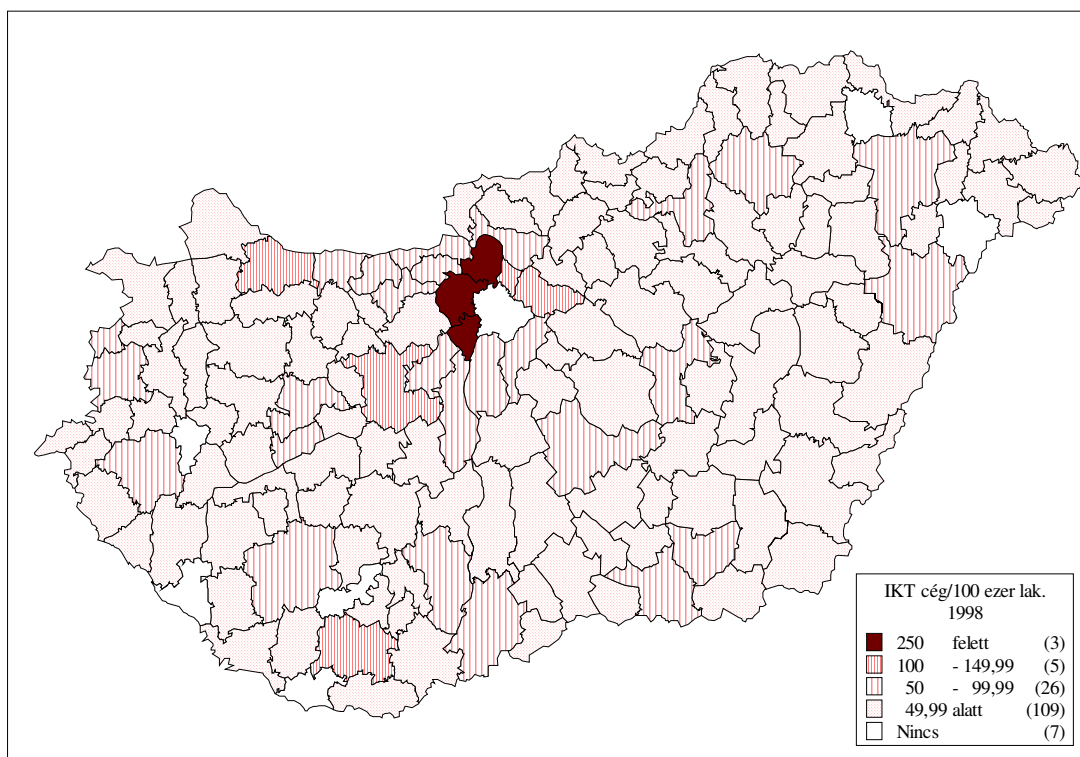 IKT cég/100 ezer lak.
1998
250 felett (3)
100 - 149,99 (5)
50 - 99,99 (26)
49,99 alatt (109)
Nincs (7)